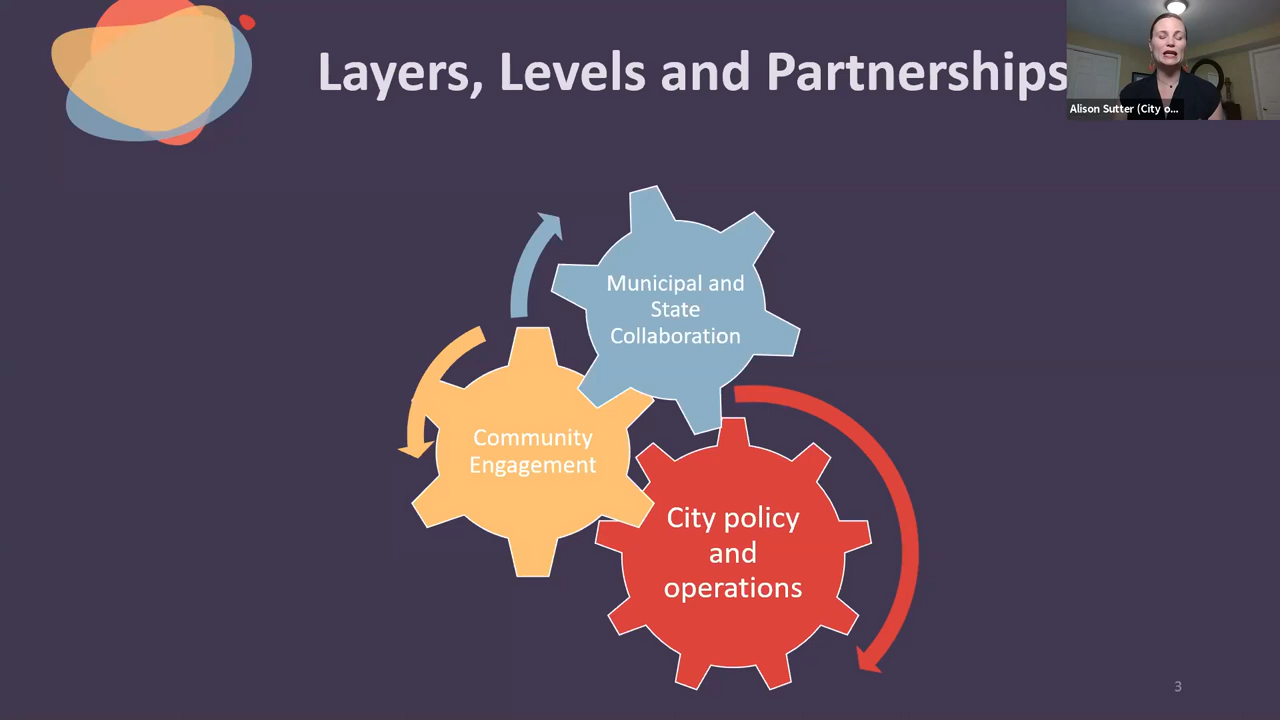 Layers, Levels and Partnerships
Alison Sutter (City o...
Municipal and
State
Collaboration
Community
Engagement
City policy
and
operations
3